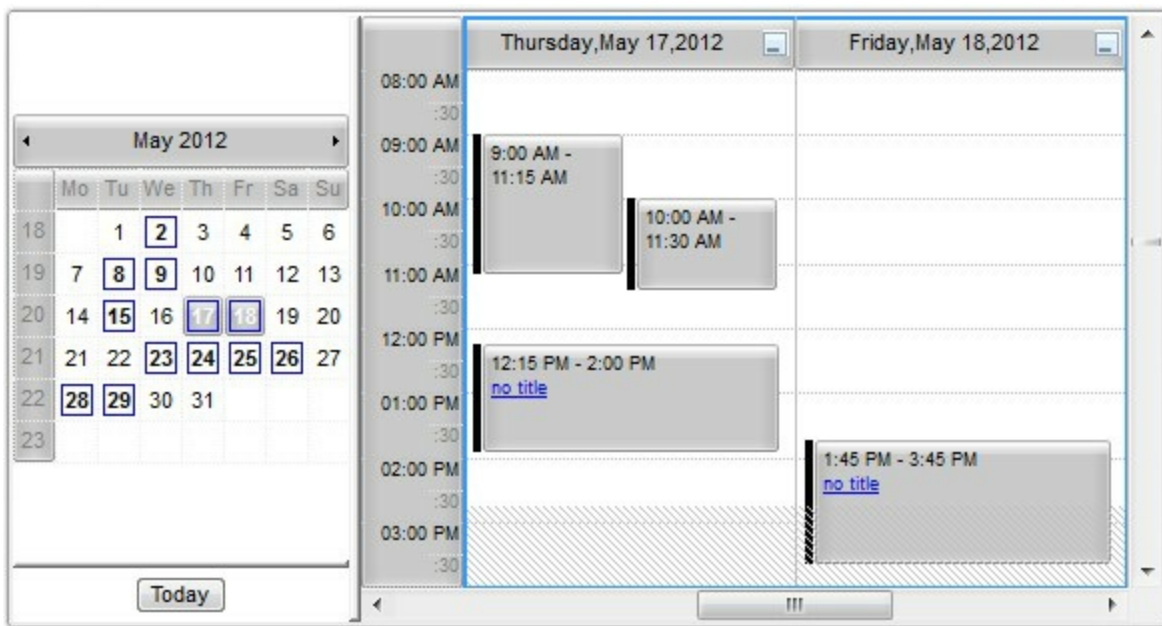 May 2012
Mo Tu We Th Fr Sa Su
18 1 2 3 4 5 6
19 7 8 9 10 11 12 13
20 14 15 16 17 18 19 20
21 21 22 23 24 25 26 27
22 28 29 30 31
23
Today
Thursday,May 17,2012
Friday,May 18,2012
08:00 AM
:30
09:00 AM
:30
10:00 AM
:30
11:00 AM
:30
12:00 PM
:30
01:00 PM
:30
02:00 PM
:30
03:00 PM
:30
9:00 AM -
11:15 AM
10:00 AM -
11:30 AM
12:15 PM - 2:00 PM
no title
1:45 PM - 3:45 PM
no title